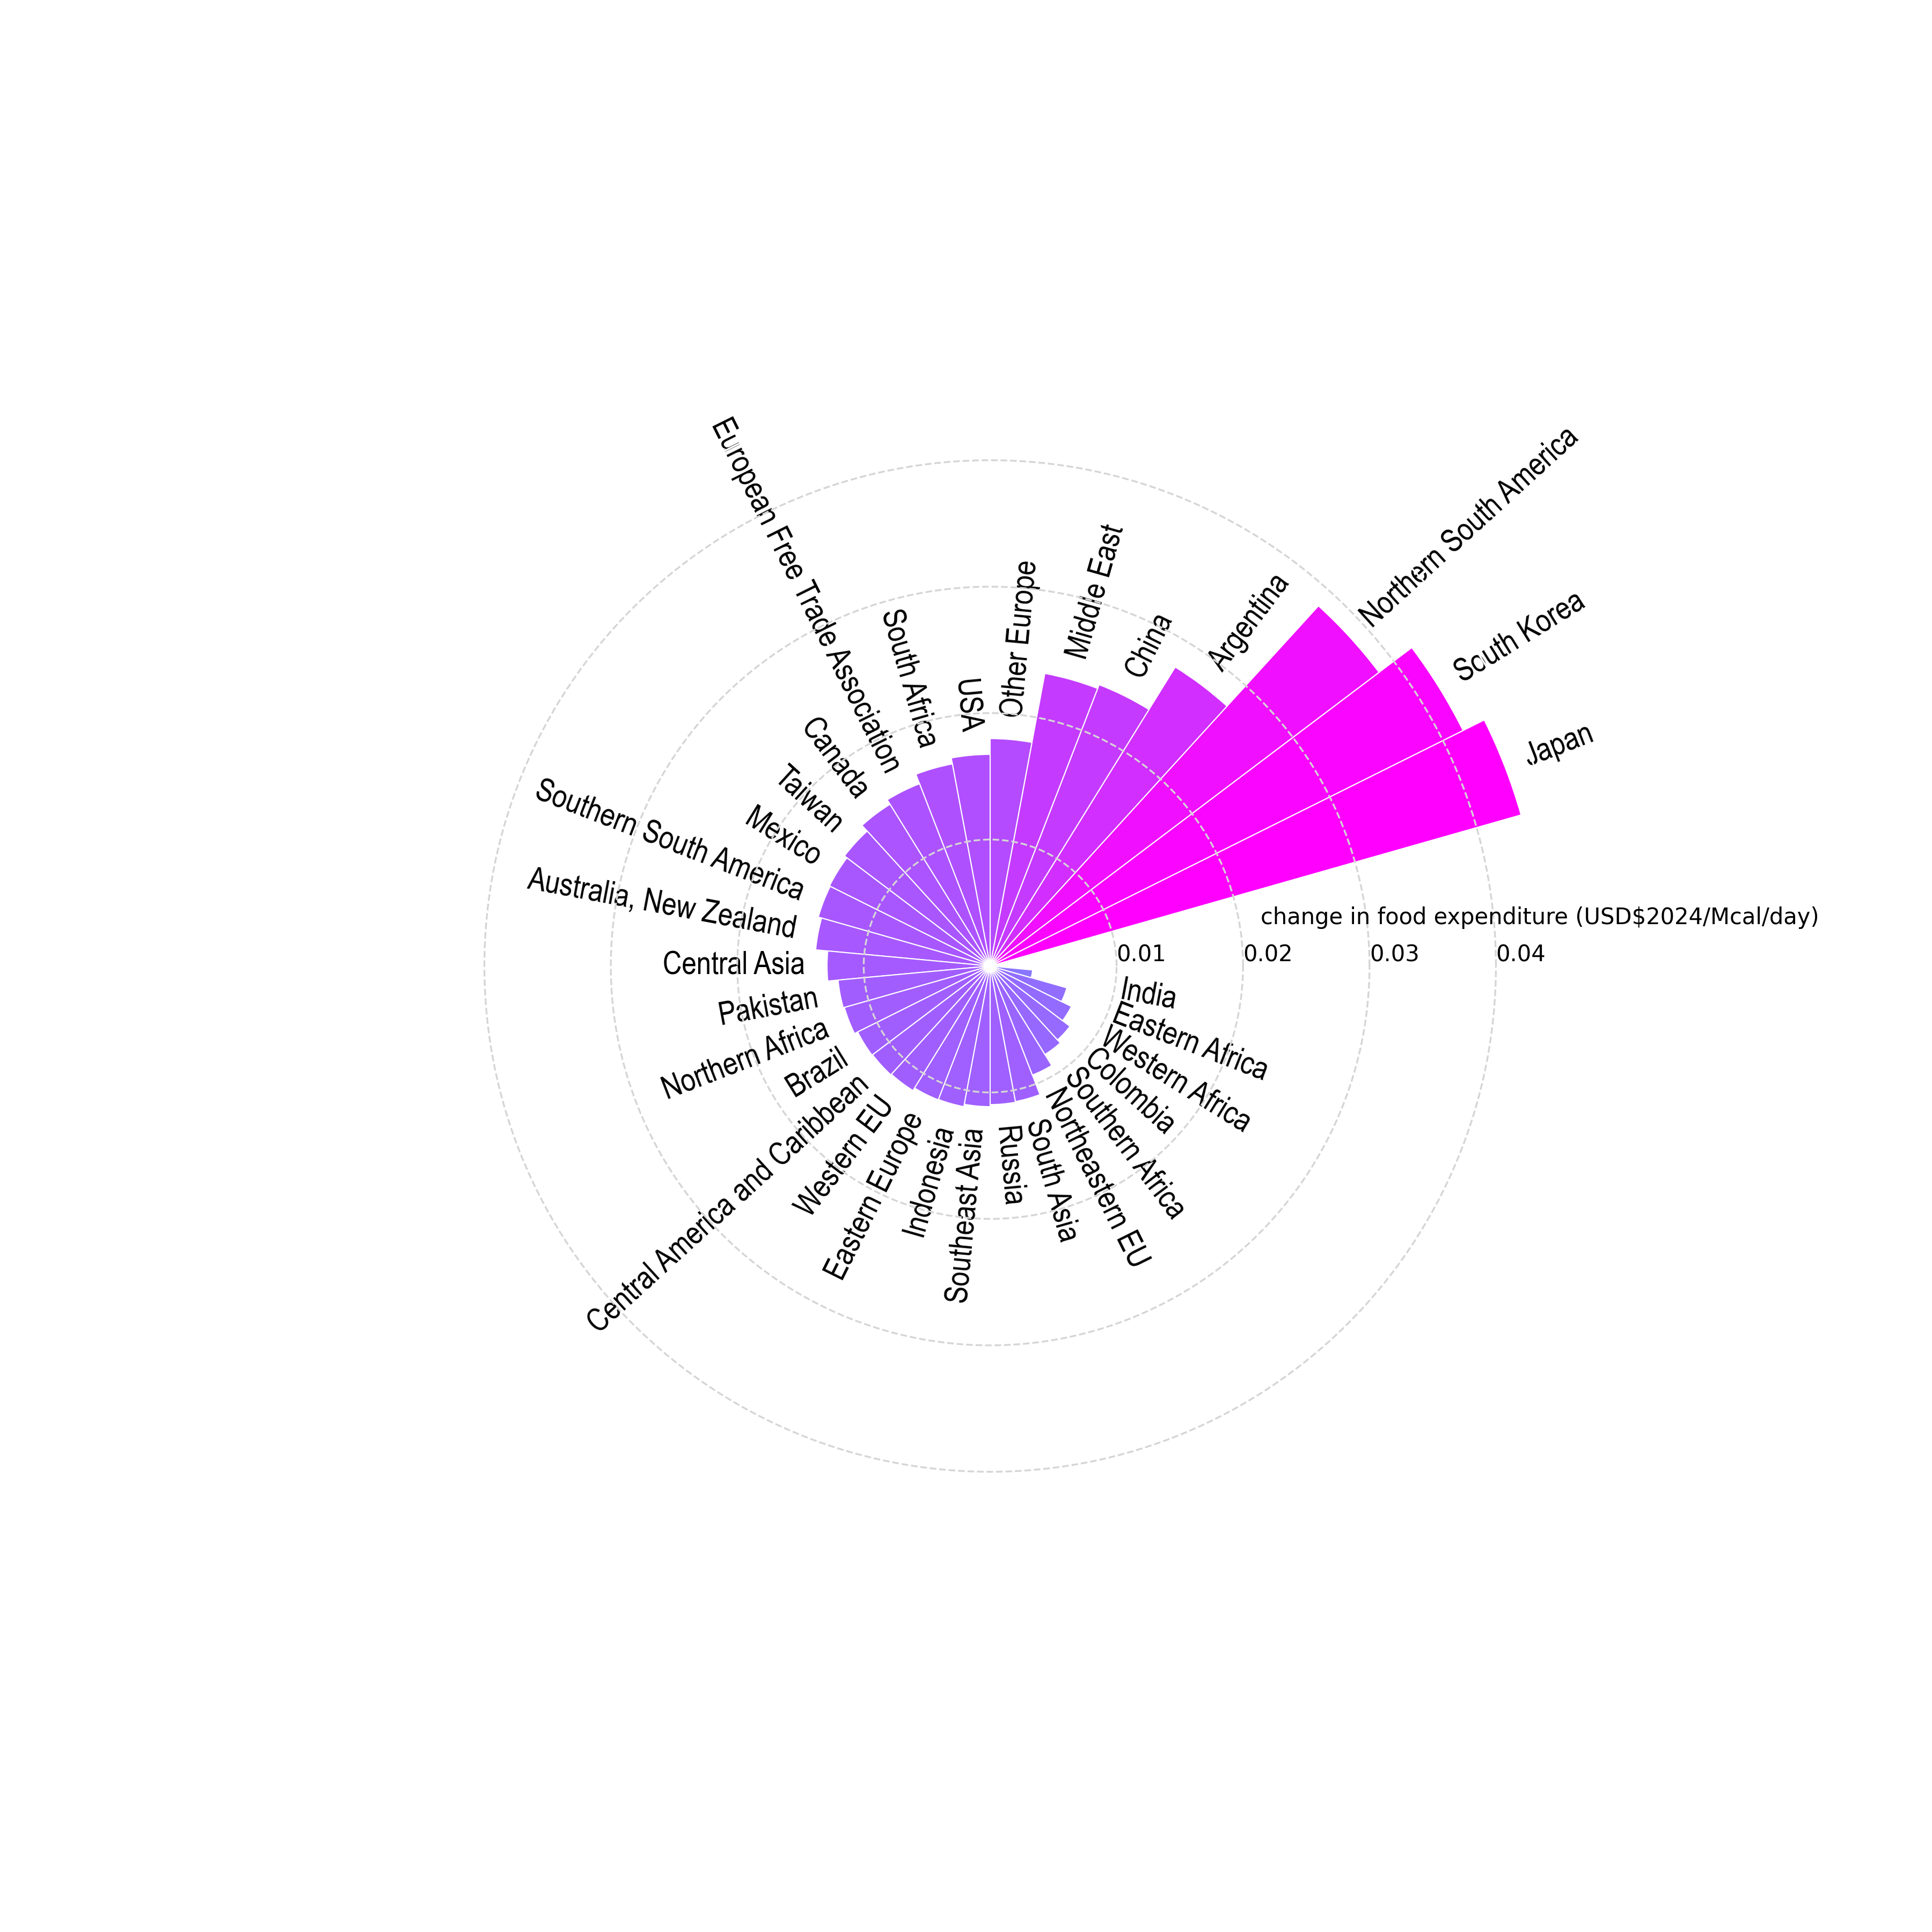 European Free Trade Association
Northern South America
South Korea
Japan
Argentina
China
Middle East
Other Europe
USA
South Africa
Canada
Taiwan
Mexico
Southern South America
Australia, New Zealand
Central Asia
Pakistan
Northern Africa
Brazil
Central America and Caribbean
Western EU
Eastern Europe
Indonesia
Southeast Asia
Russia
South Asia
Northeastern EU
Southern Africa
Colombia
Western Africa
Eastern Africa
India
change in food expenditure (USD$2024/Mcal/day)
0.01
0.02
0.03
0.04